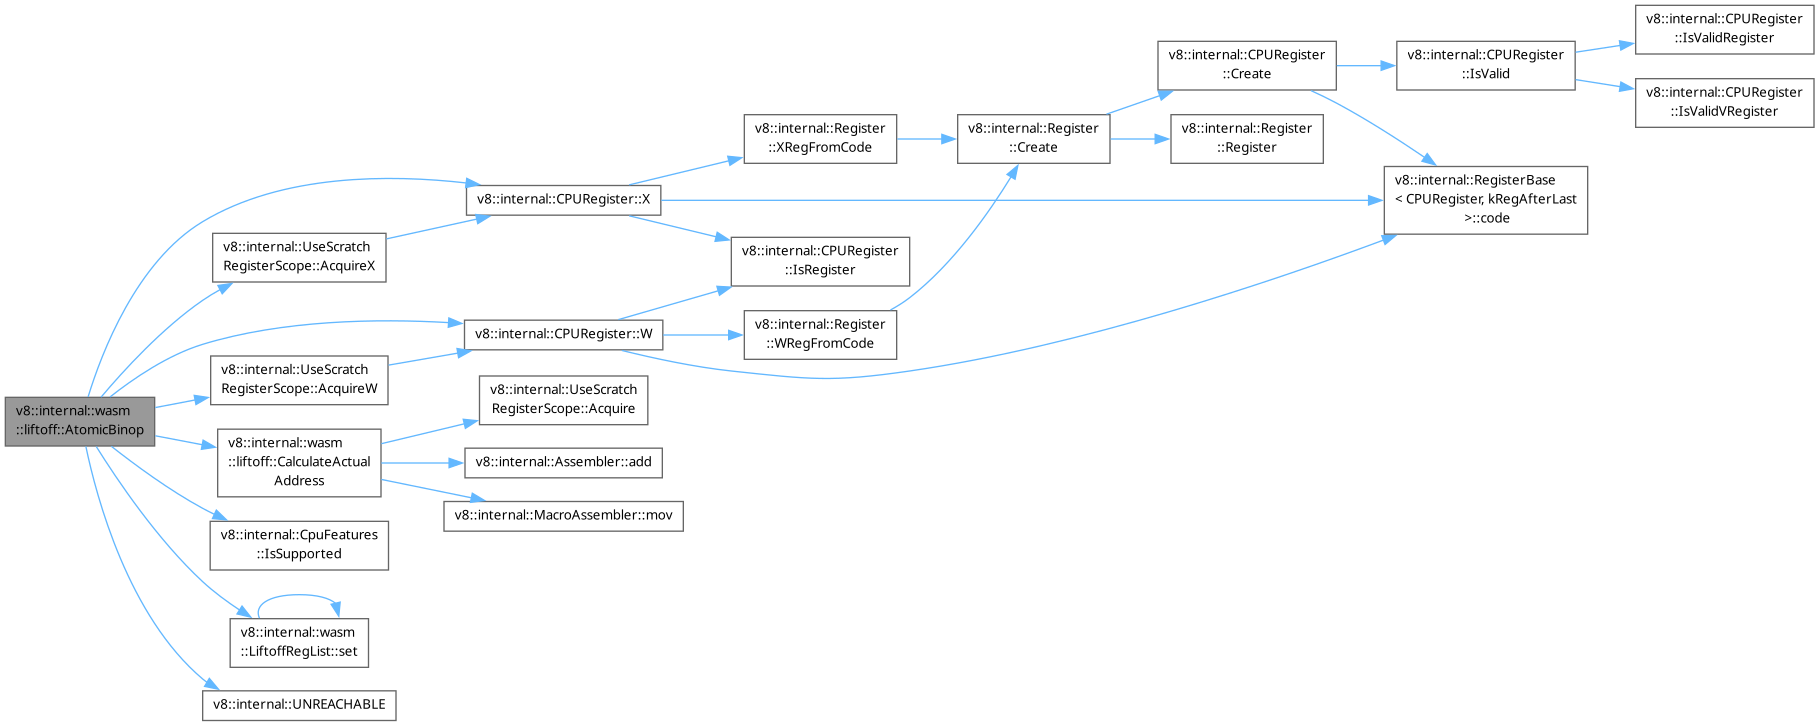 v8::internal::wasm
::liftoff::AtomicBinop
v8::internal::CPURegister::X
v8::internal::UseScratch
RegisterScope::AcquireX
v8::internal::CPURegister::W
v8::internal::UseScratch
RegisterScope::AcquireW
v8::internal::wasm
::liftoff::CalculateActual
Address
v8::internal::CpuFeatures
::IsSupported
v8::internal::wasm
::LiftoffRegList::set
v8::internal::UNREACHABLE
v8::internal::UseScratch
RegisterScope::Acquire
v8::internal::Assembler::add
v8::internal::MacroAssembler::mov
v8::internal::Register
::XRegFromCode
v8::internal::CPURegister
::IsRegister
v8::internal::Register
::WRegFromCode
v8::internal::Register
::Create
v8::internal::CPURegister
::Create
v8::internal::Register
::Register
v8::internal::CPURegister
::IsValid
v8::internal::RegisterBase
< CPURegister, kRegAfterLast
>::code
v8::internal::CPURegister
::IsValidRegister
v8::internal::CPURegister
::IsValidVRegister